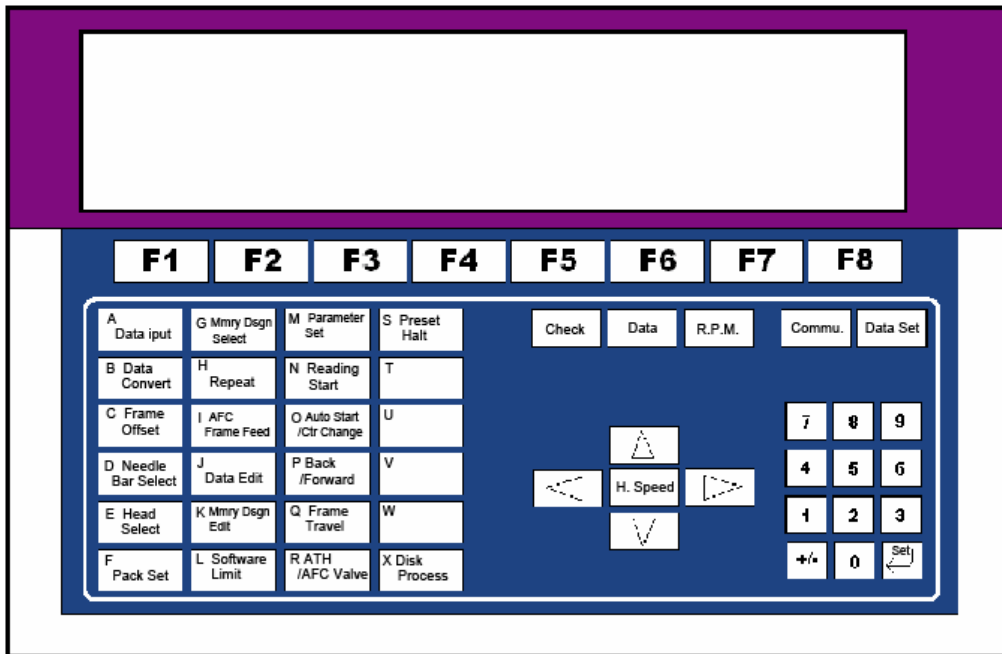 F1 F2 F3 F4 F5 F6 F7 F8
A Data iput
G Mmry Dsgn Select
M Parameter Set
S Preset Halt
Check
Data
R.P.M.
Commu.
Data Set
B Data Convert
H Repeat
N Reading Start
T
C Frame Offset
I AFC Frame Feed
O Auto Start /Ctr Change
U
7 8 9
D Needle Bar Select
J Data Edit
P Back /Forward
V
H. Speed
4 5 6
E Head Select
K Mmry Dsgn Edit
Q Frame Travel
W
1 2 3
F Pack Set
L Software Limit
R ATH /AFC Valve
X Disk Process
+/- 0 Set